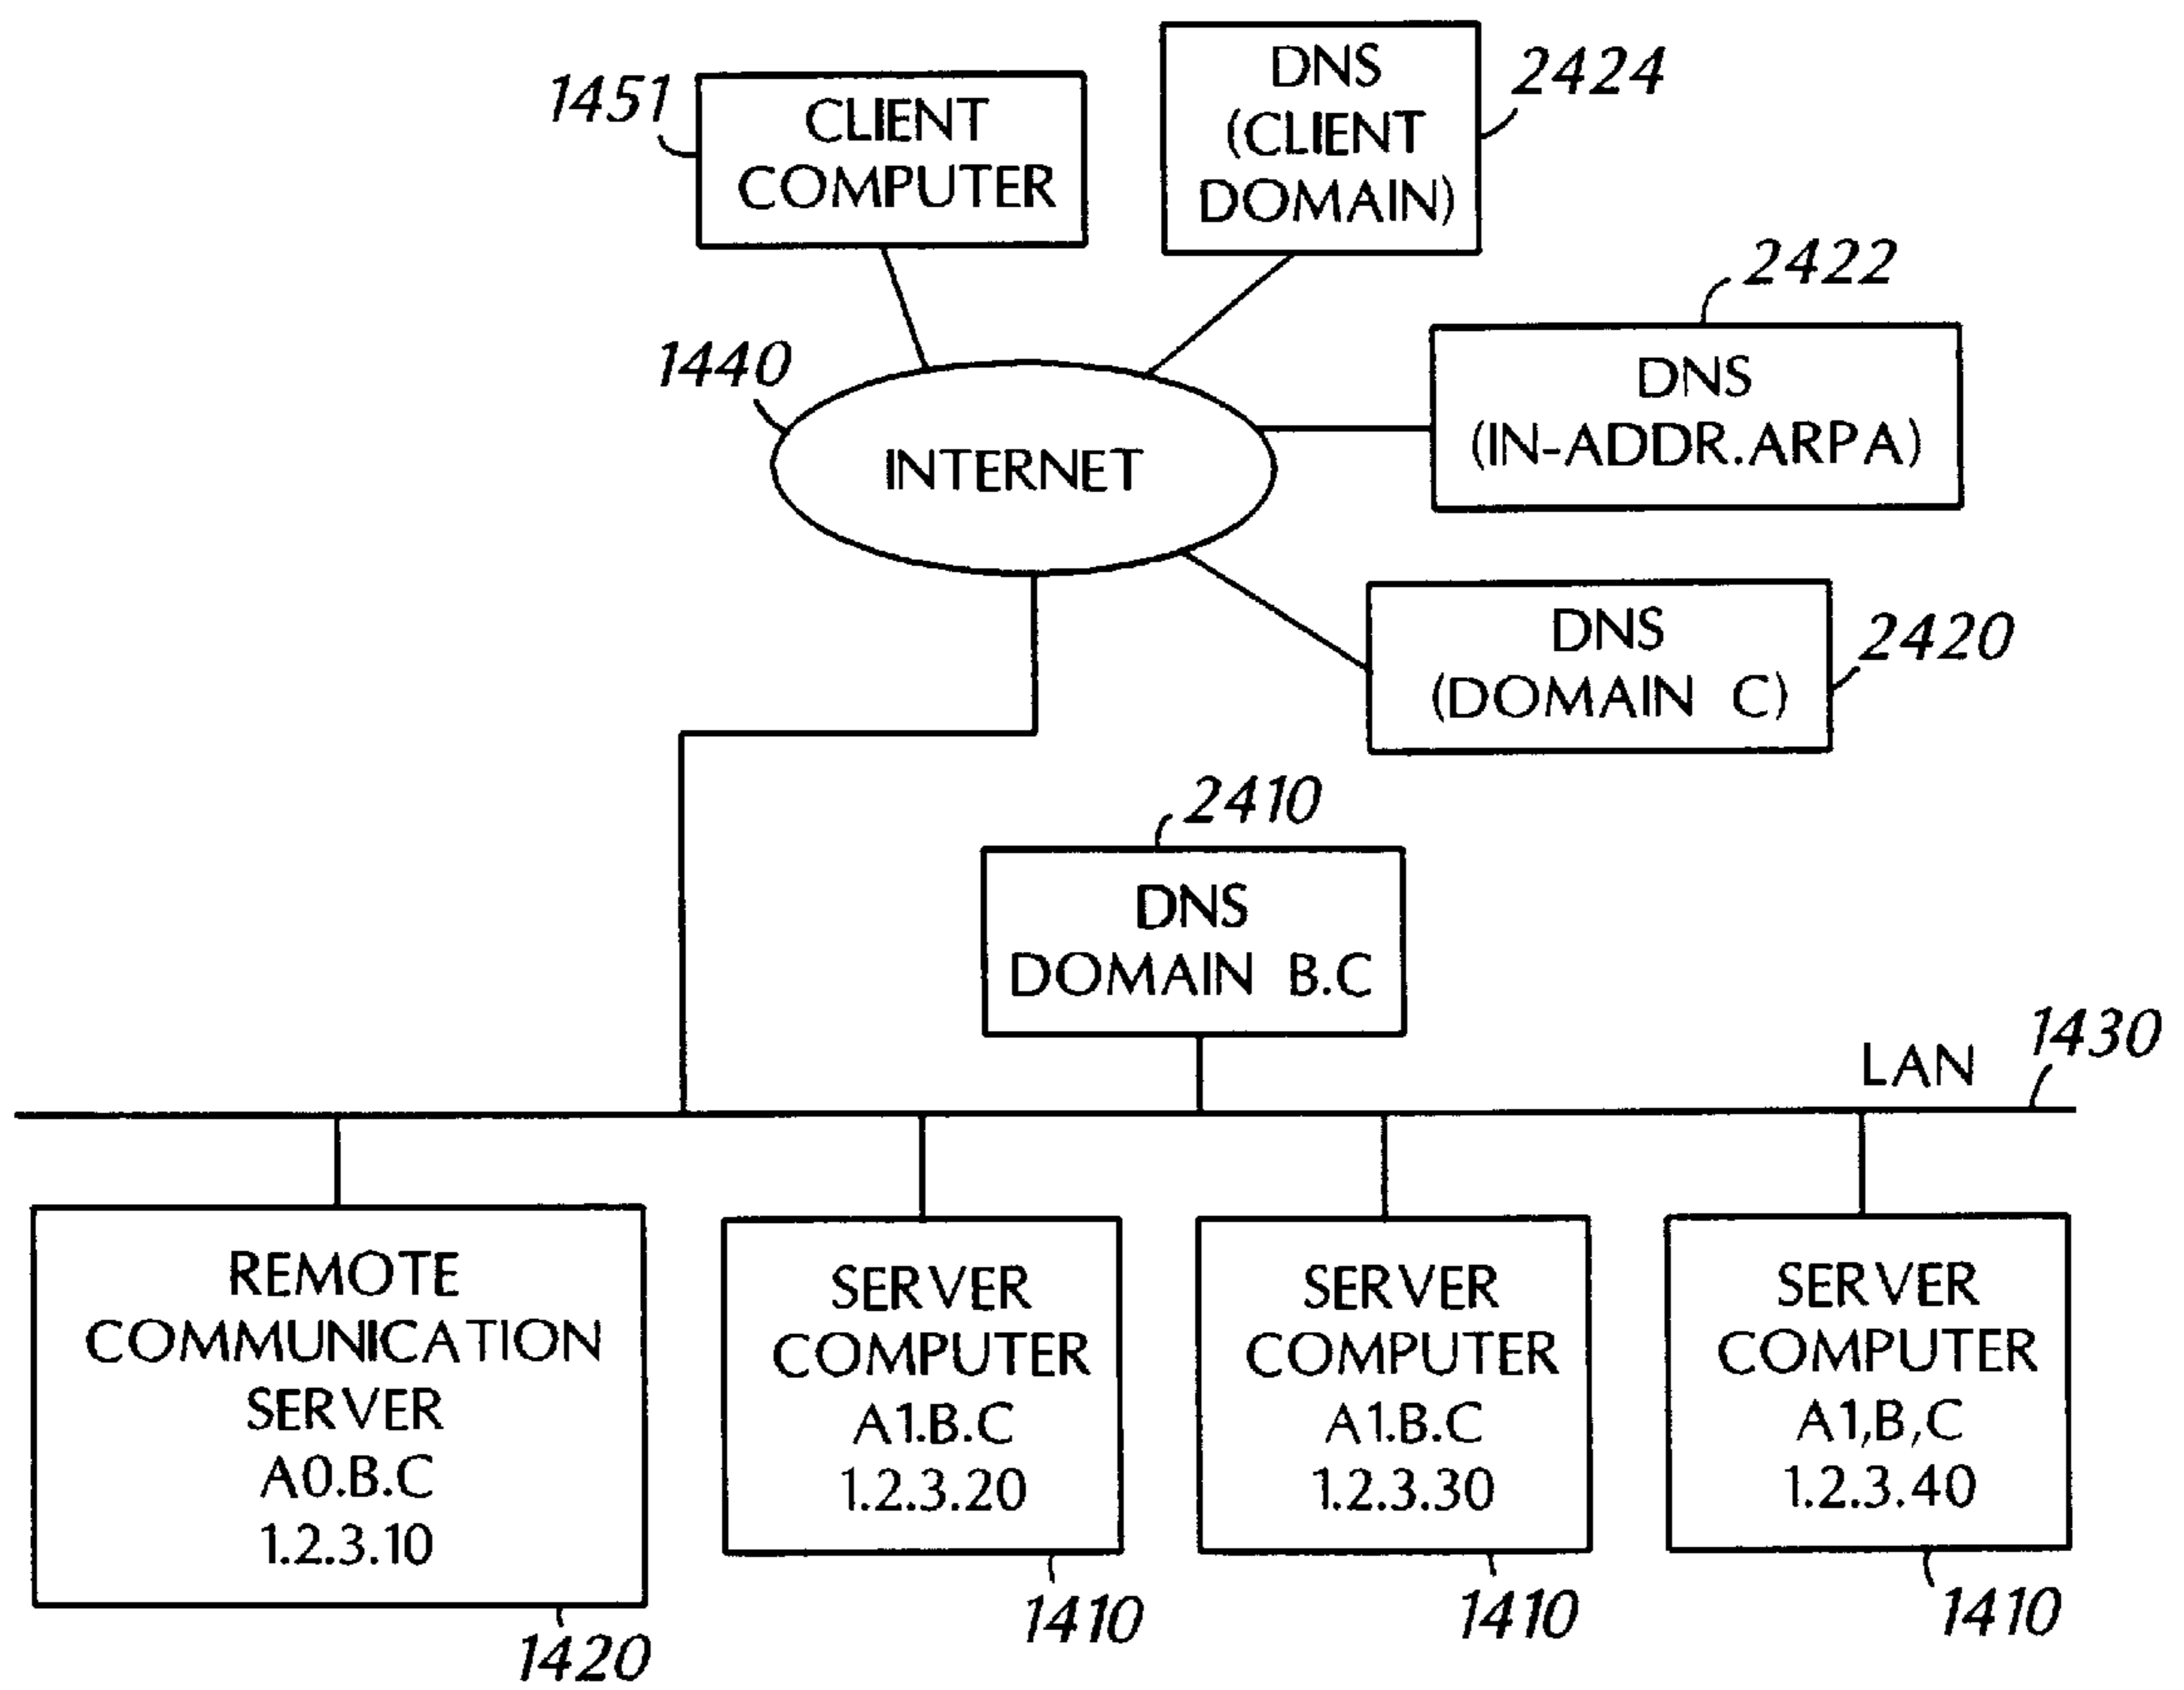 1451
CLIENT
COMPUTER
DNS
(CLIENT
DOMAIN)
2424
2422
DNS
(IN-ADDR.ARPA)
1440
INTERNET
DNS
(DOMAIN C)
2420
2410
DNS
DOMAIN B.C
LAN
1430
REMOTE
COMMUNICATION
SERVER
A0.B.C
1.2.3.10
1420
SERVER
COMPUTER
A1.B.C
1.2.3.20
1410
SERVER
COMPUTER
A1.B.C
1.2.3.30
1410
SERVER
COMPUTER
A1,B,C
1.2.3.40
1410